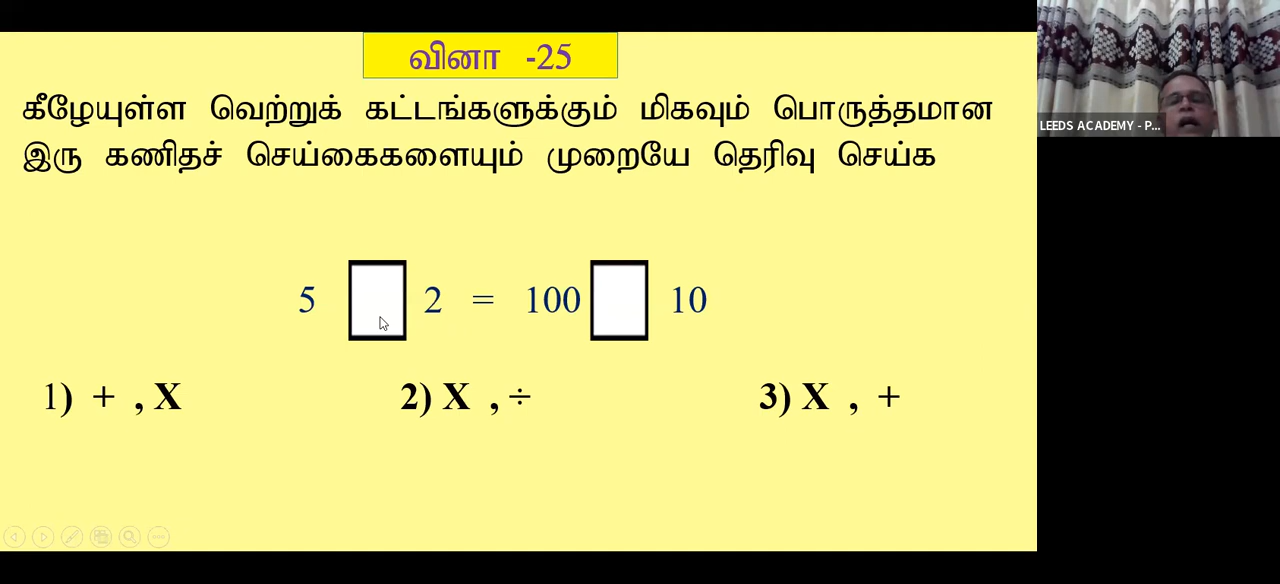 வினா -25
கீழேயுள்ள வெற்றுக் கட்டங்களுக்கும் மிகவும் பொருத்தமான
இரு கணிதச் செய்கைகளையும் முறையே தெரிவு செய்க
5 2 = 100 10
1) + , X 2) X , ÷ 3) X , +
LEEDS ACADEMY - P...